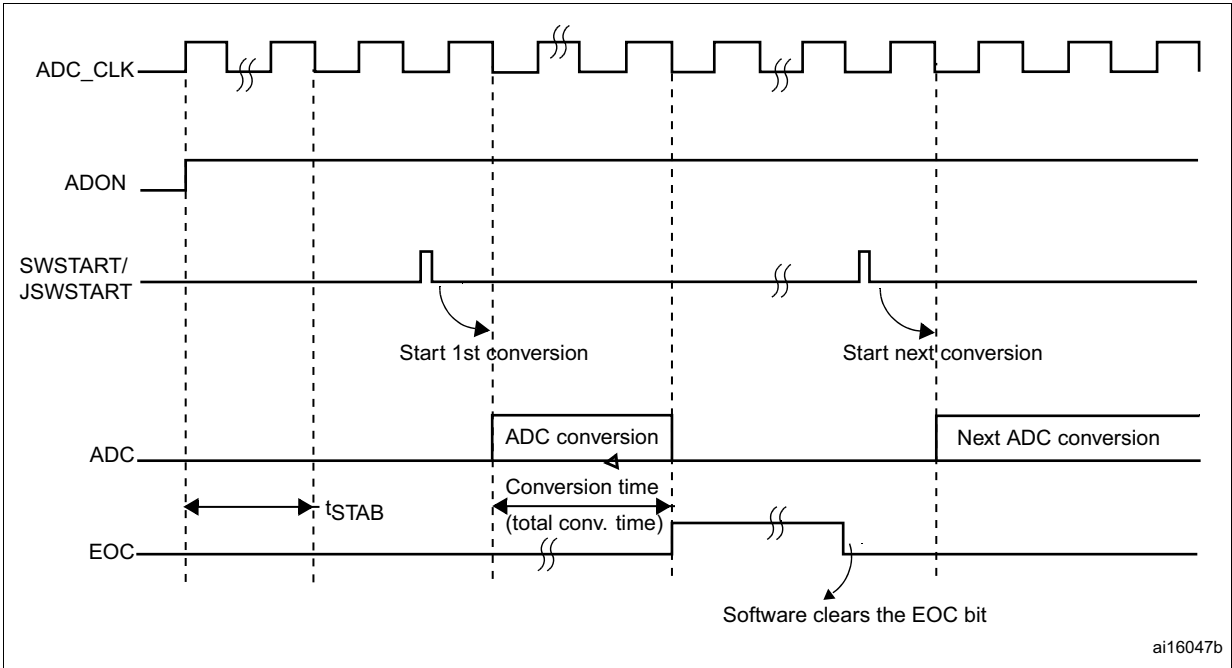 ADC_CLK
ADON
SWSTART/
JSWSTART
Start 1st conversion
Start next conversion
ADC
ADC conversion
Next ADC conversion
Conversion time
(total conv. time)
tSTAB
EOC
Software clears the EOC bit
ai16047b